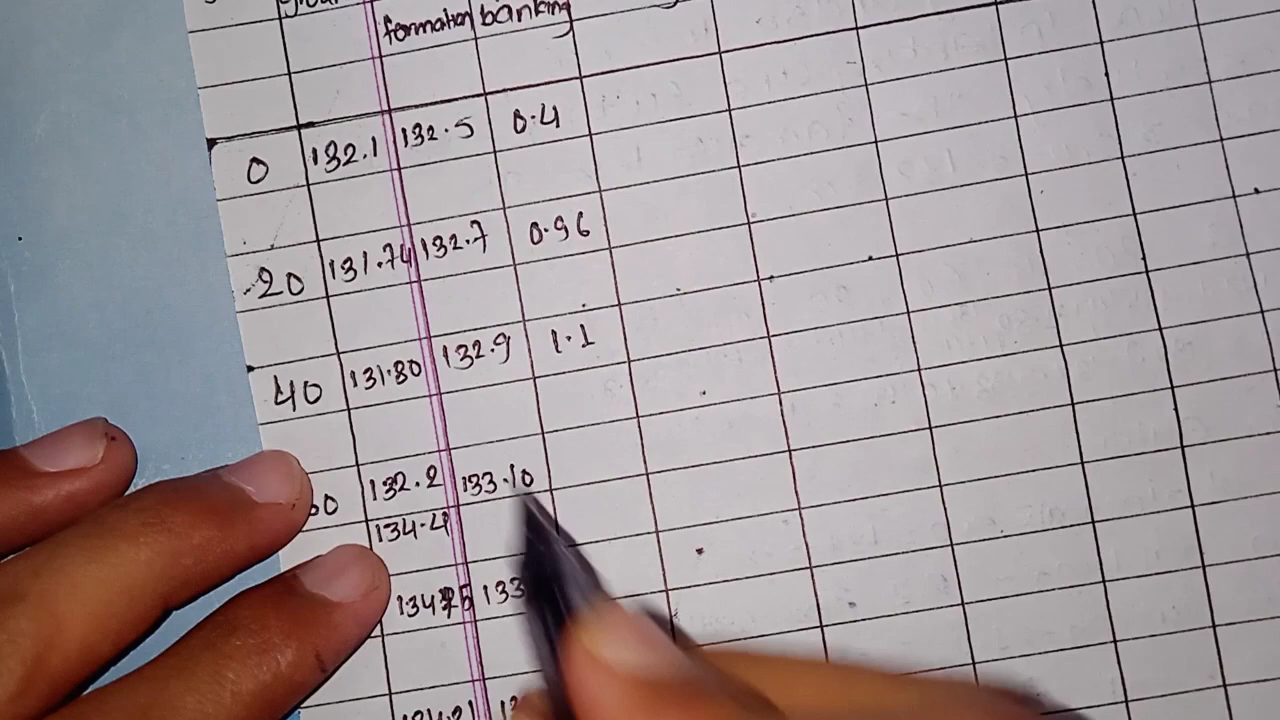 formation banking
0 132.1 132.5 0.4
20 131.74 132.7 0.96
40 131.80 132.9 1.1
132.2 133.10
134.4
133